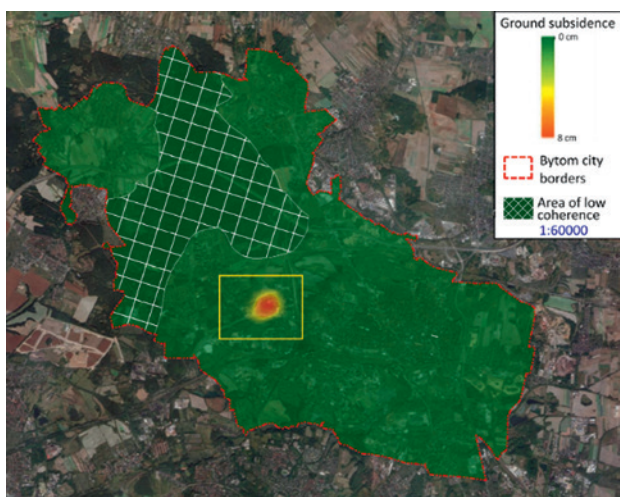 Ground subsidence
0 cm
8 cm
Bytom city
borders
Area of low
coherence
1:60000